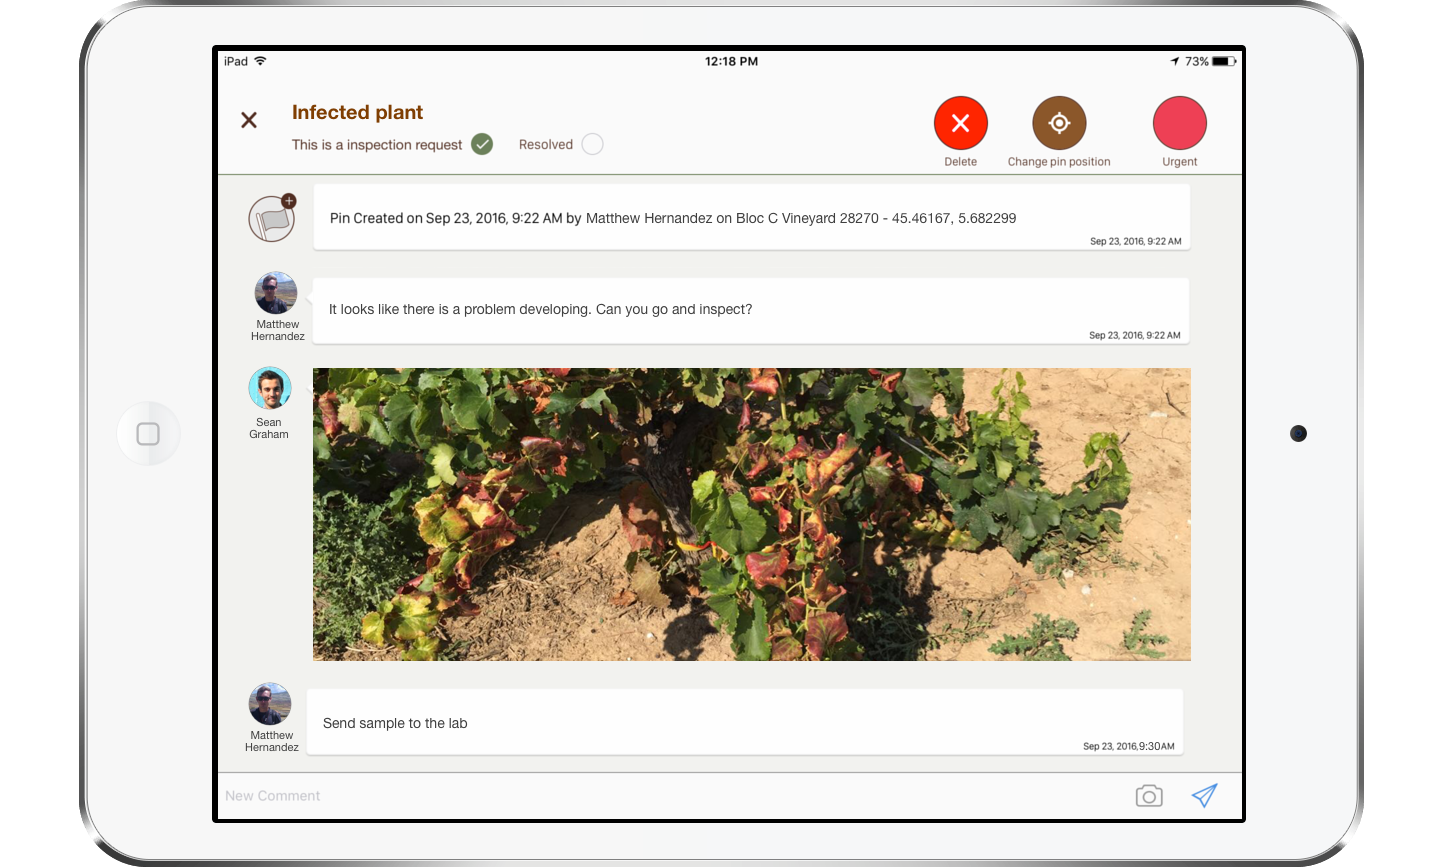 iPad 12:18 PM 73%
Infected plant
This is a inspection request Resolved
Delete Change pin position Urgent
Pin Created on Sep 23, 2016, 9:22 AM by Matthew Hernandez on Bloc C Vineyard 28270 - 45.46167, 5.682299
Sep 23, 2016, 9:22 AM
Matthew
Hernandez
It looks like there is a problem developing. Can you go and inspect?
Sep 23, 2016, 9:22 AM
Sean
Graham
Matthew
Hernandez
Send sample to the lab
Sep 23, 2016,9:30AM
New Comment